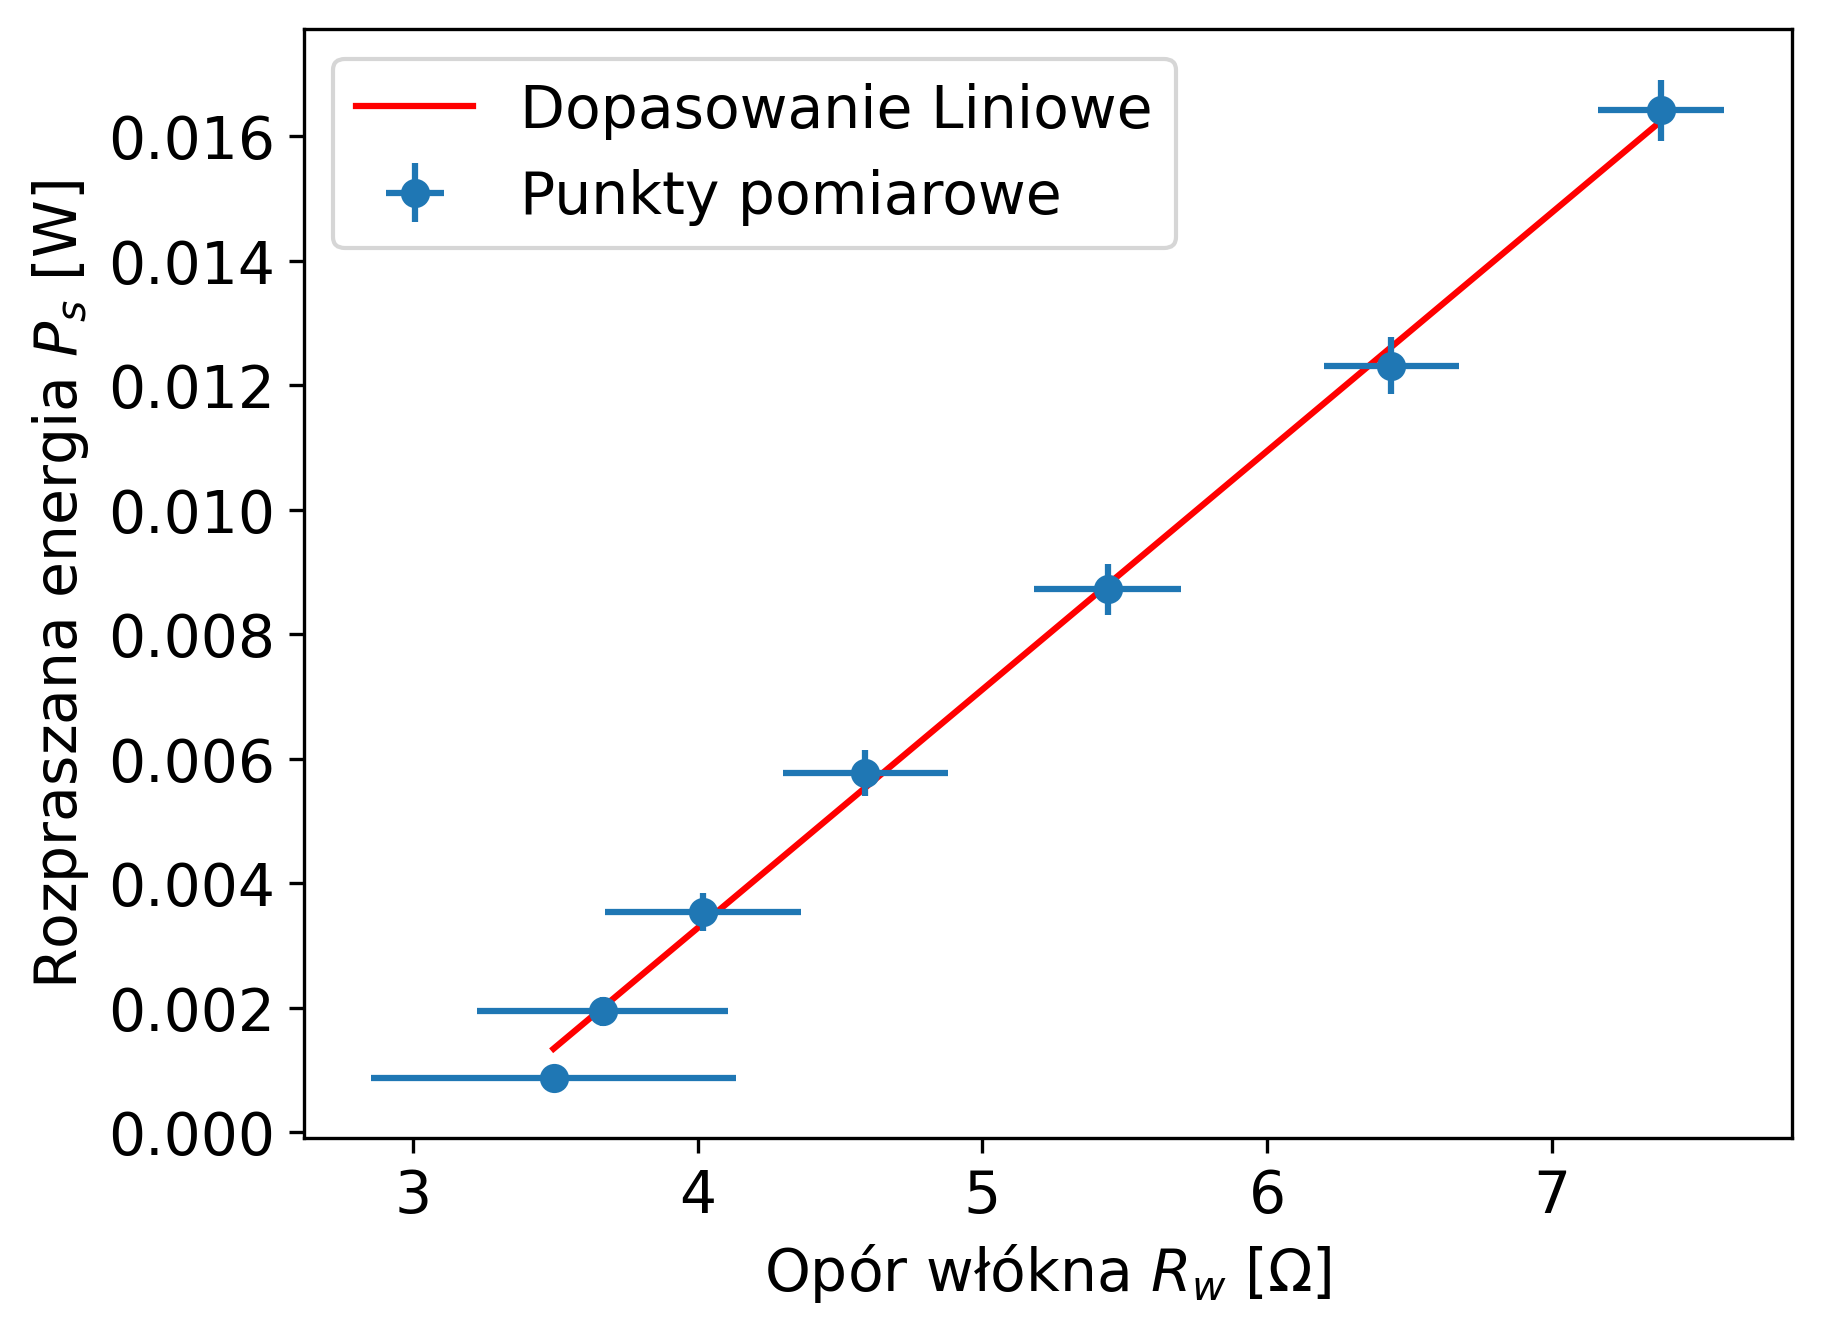 Dopasowanie Liniowe
Punkty pomiarowe
0.016
0.014
0.012
0.010
0.008
0.006
0.004
0.002
0.000
Rozpraszana energia P_s [W]
3 4 5 6 7
Opór włókna R_w [Ω]